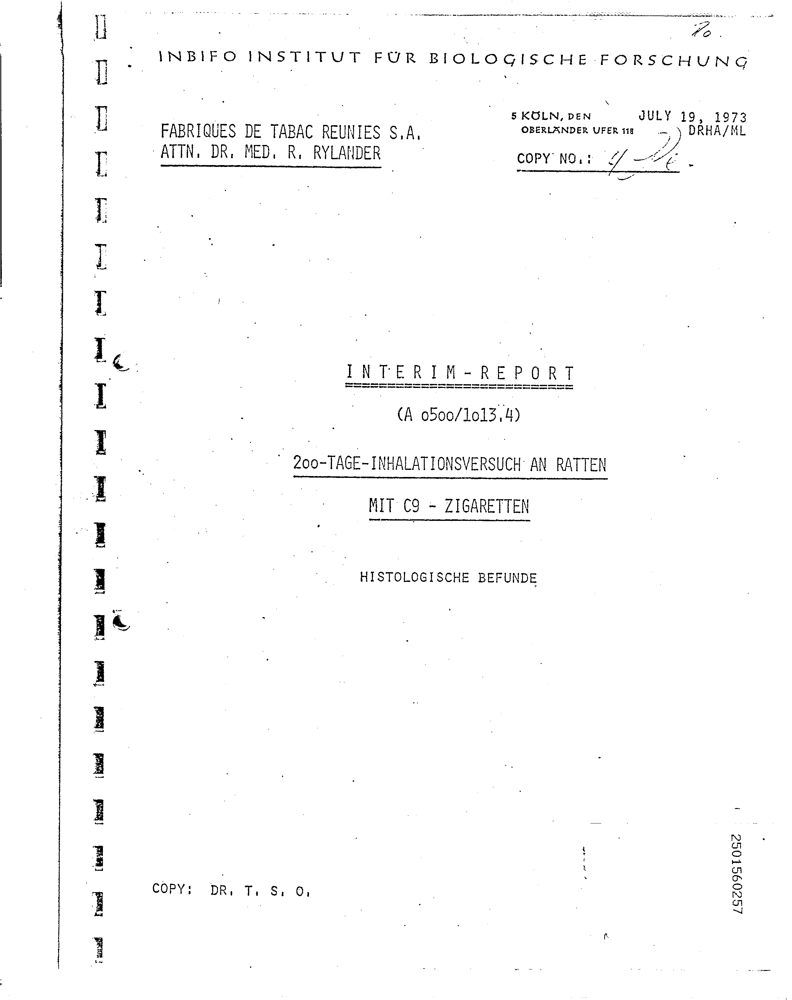 INBIFO INSTITUT FÜR BIOLOGISCHE FORSCHUNG
FABRIQUES DE TABAC REUNIES S.A.
ATTN. DR. MED. R. RYLANDER
5 KÖLN, DEN JULY 19, 1973
OBERLÄNDER UFER 118 DRHA/ML
COPY NO.: 4
INTERIM-REPORT
(A o5oo/1o13.4)
2oo-TAGE-INHALATIONSVERSUCH AN RATTEN
MIT C9 - ZIGARETTEN
HISTOLOGISCHE BEFUNDE
COPY: DR. T. S. O.
2501560257